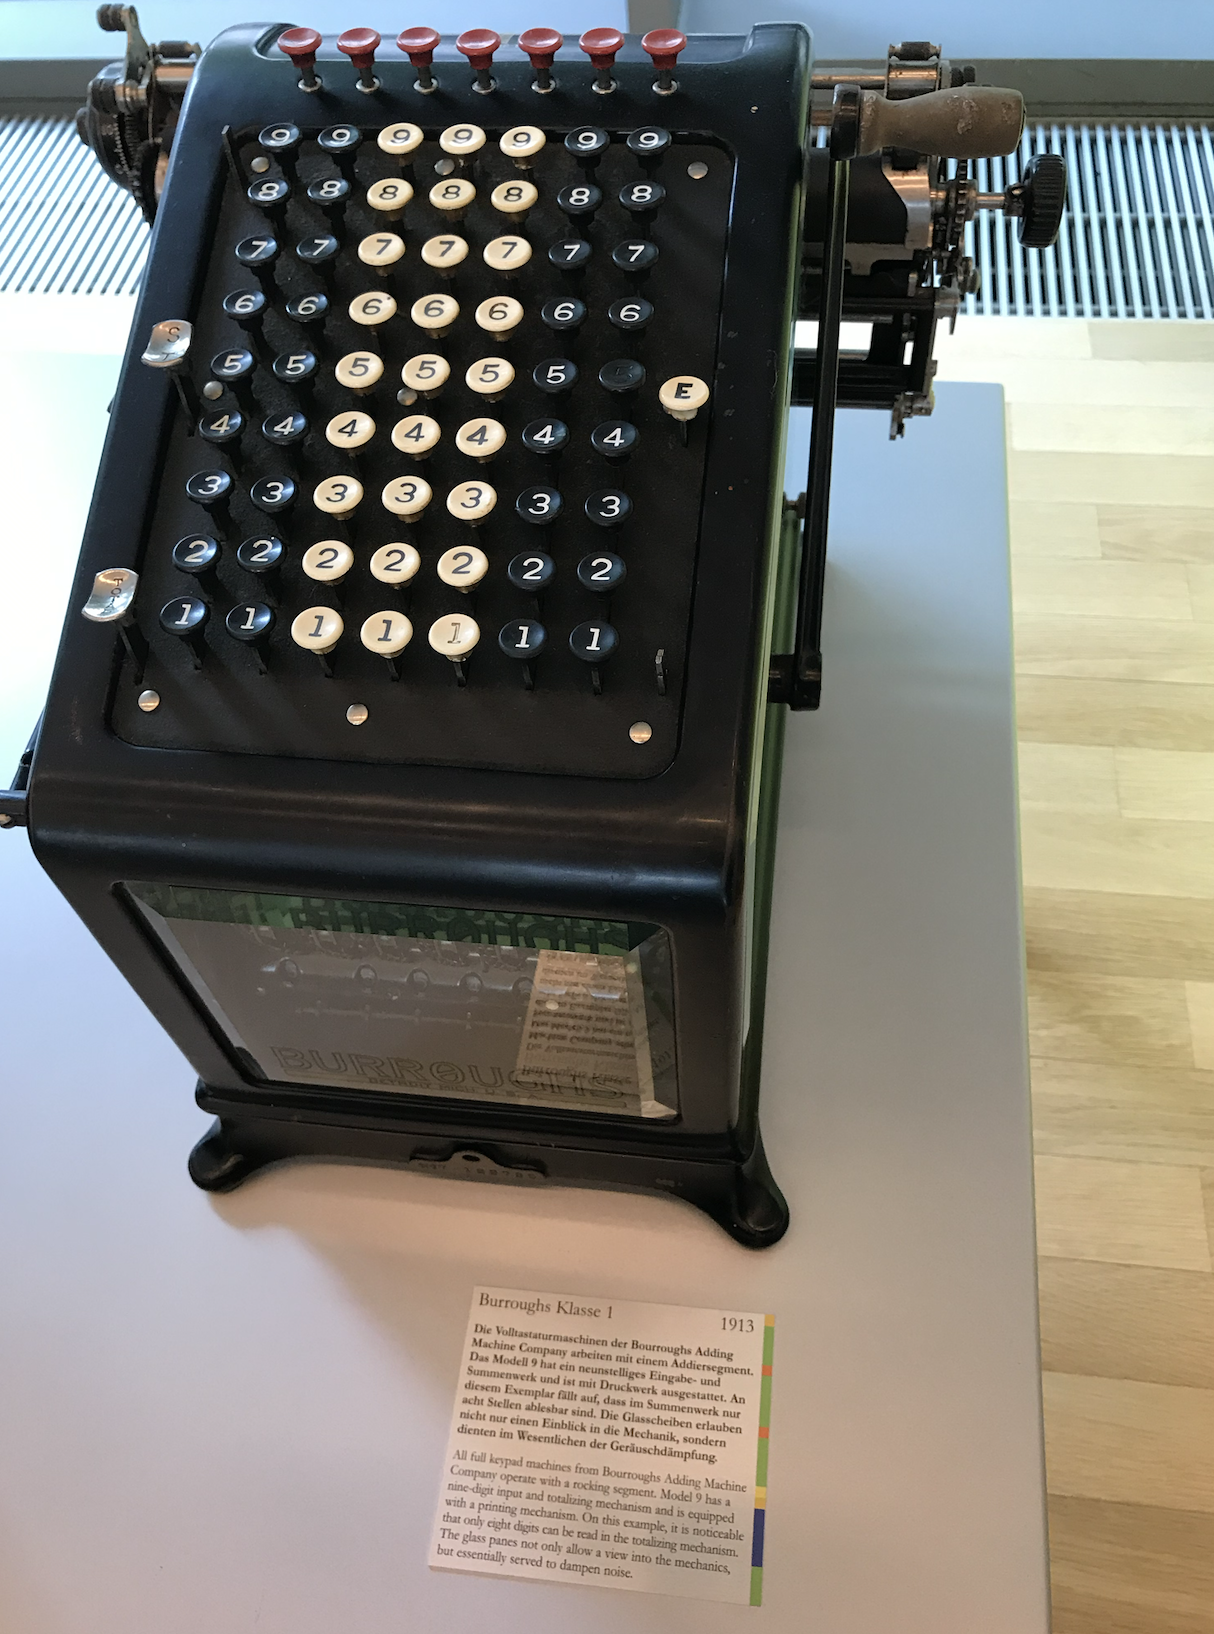 9 9 9 9 9 9 9
8 8 8 8 8 8 8
7 7 7 7 7 7 7
6 6 6 6 6 6 6
S
5 5 5 5 5 5 5
E
4 4 4 4 4 4 4
3 3 3 3 3 3 3
2 2 2 2 2 2 2
1 1 1 1 1 1 1
BURROUGHS
BURROUGHS
DETROIT MICH. U.S.A.
Burroughs Klasse 1 1913
Die Volltastaturmaschinen der Bourroughs Adding
Machine Company arbeiten mit einem Addiersegment.
Das Modell 9 hat ein neunstelliges Eingabe- und
Summenwerk und ist mit Druckwerk ausgestattet. An
diesem Exemplar fällt auf, dass im Summenwerk nur
acht Stellen ablesbar sind. Die Glasscheiben erlauben
nicht nur einen Einblick in die Mechanik, sondern
dienten im Wesentlichen der Geräuschdämpfung.
All full keypad machines from Bourroughs Adding Machine
Company operate with a rocking segment. Model 9 has a
nine-digit input and totalizing mechanism and is equipped
with a printing mechanism. On this example, it is noticeable
that only eight digits can be read in the totalizing mechanism.
The glass panes not only allow a view into the mechanics,
but essentially served to dampen noise.